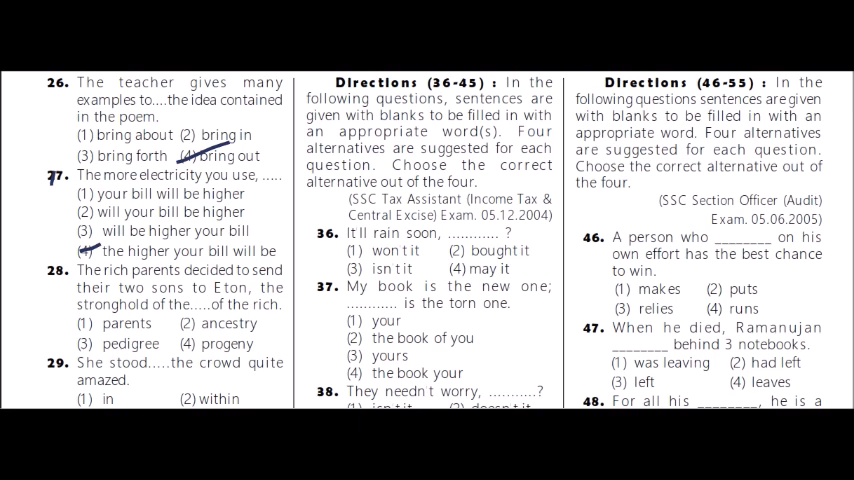 26. The teacher gives many
examples to....the idea contained
in the poem.
(1) bring about (2) bring in
(3) bring forth (4) bring out
27. The more electricity you use, .....
(1) your bill will be higher
(2) will your bill be higher
(3) will be higher your bill
(4) the higher your bill will be
28. The rich parents decided to send
their two sons to Eton, the
stronghold of the.....of the rich.
(1) parents (2) ancestry
(3) pedigree (4) progeny
29. She stood.....the crowd quite
amazed.
(1) in (2) within
Directions (36-45) : In the
following questions, sentences are
given with blanks to be filled in with
an appropriate word(s). Four
alternatives are suggested for each
question. Choose the correct
alternative out of the four.
(SSC Tax Assistant (Income Tax &
Central Excise) Exam. 05.12.2004)
36. It'll rain soon, ............ ?
(1) won't it (2) bought it
(3) isn't it (4) may it
37. My book is the new one;
............ is the torn one.
(1) your
(2) the book of you
(3) yours
(4) the book your
38. They needn't worry, ...........?
(1) isn't it (2) doesn't it
Directions (46-55) : In the
following questions sentences are given
with blanks to be filled in with an
appropriate word. Four alternatives
are suggested for each question.
Choose the correct alternative out of
the four.
(SSC Section Officer (Audit)
Exam. 05.06.2005)
46. A person who ________ on his
own effort has the best chance
to win.
(1) makes (2) puts
(3) relies (4) runs
47. When he died, Ramanujan
________ behind 3 notebooks.
(1) was leaving (2) had left
(3) left (4) leaves
48. For all his ________, he is a